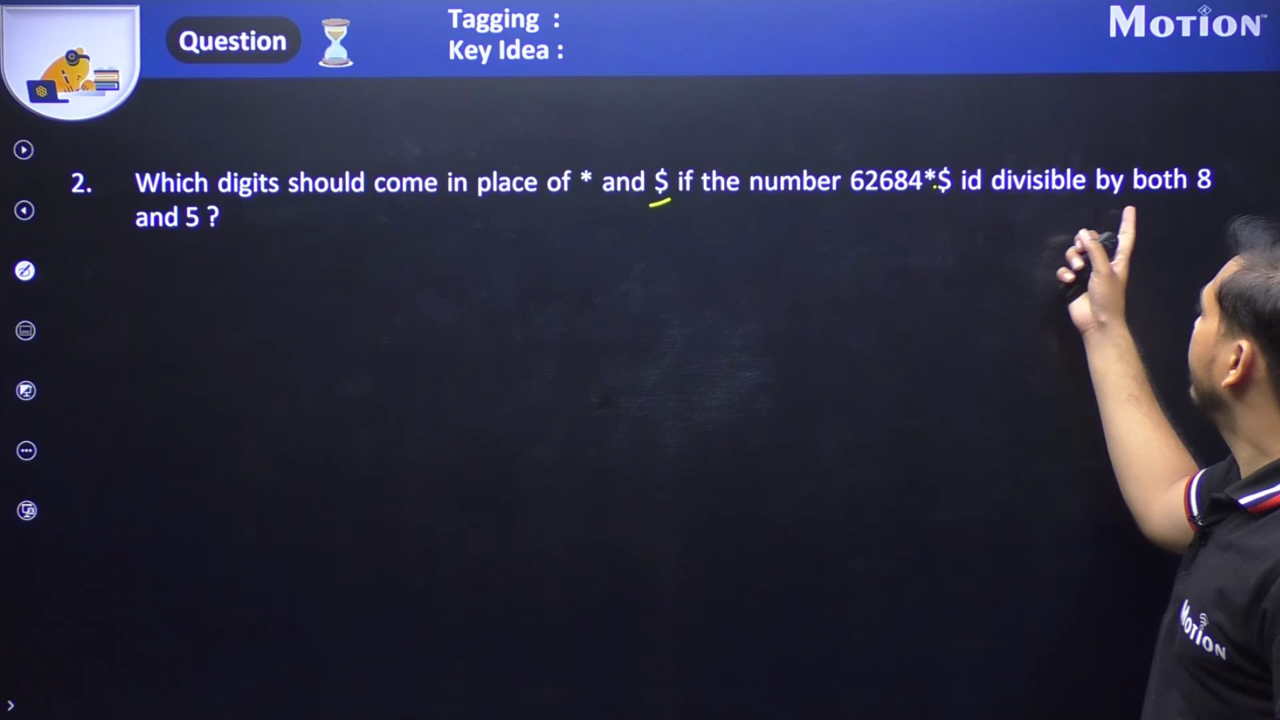 Question
Tagging :
Key Idea :
MOTION
2. Which digits should come in place of * and $ if the number 62684*$ id divisible by both 8
and 5 ?
MOTION